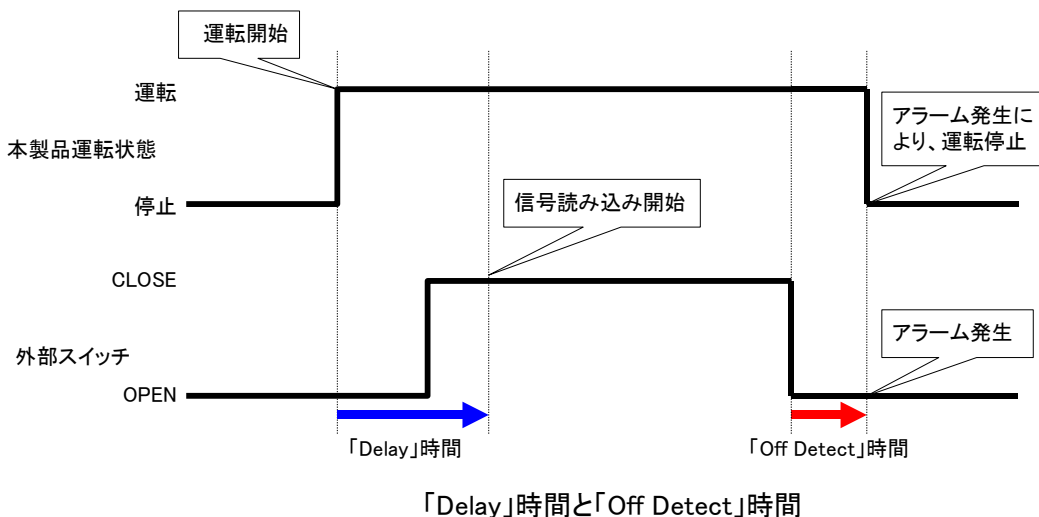 運転開始
運転
本製品運転状態
停止
アラーム発生に
より、運転停止
信号読み込み開始
CLOSE
外部スイッチ
OPEN
アラーム発生
「Delay」時間
「Off Detect」時間
「Delay」時間と「Off Detect」時間